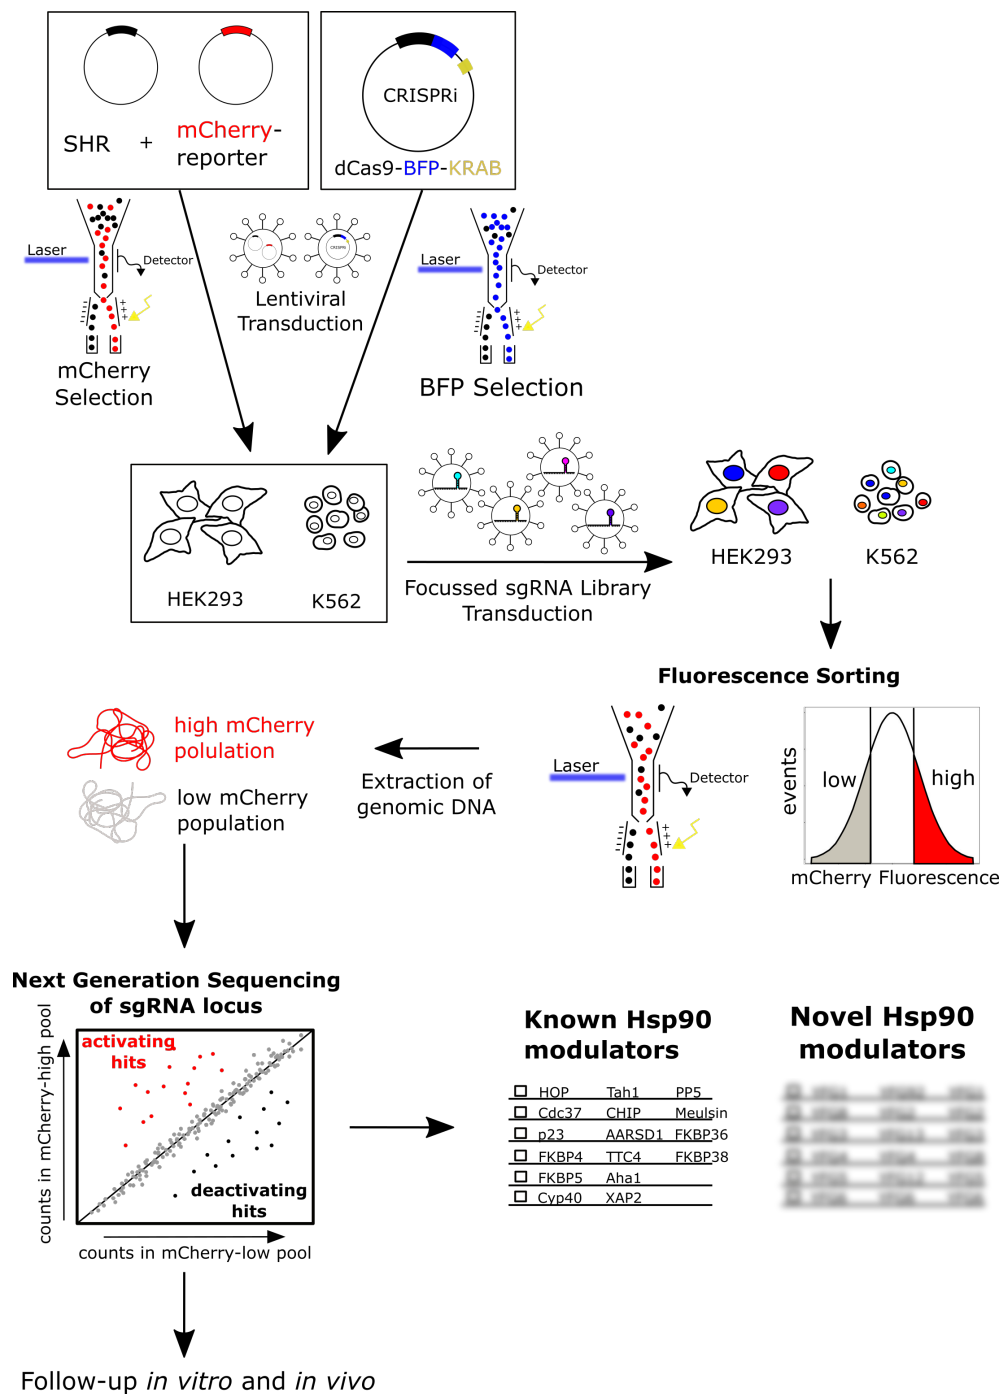 SHR + mCherry-
reporter
CRISPRi
dCas9-BFP-KRAB
Laser
Detector
mCherry
Selection
CRISPRi
Lentiviral
Transduction
Laser
Detector
BFP Selection
HEK293
K562
Focussed sgRNA Library
Transduction
HEK293
K562
Fluorescence Sorting
Laser
Detector
events
low
high
mCherry Fluorescence
Extraction of
genomic DNA
high mCherry
polulation
low mCherry
population
Next Generation Sequencing
of sgRNA locus
counts in mCherry-high pool
activating
hits
deactivating
hits
counts in mCherry-low pool
Known Hsp90
modulators
HOP Tah1 PP5
Cdc37 CHIP Meulsin
p23 AARSD1 FKBP36
FKBP4 TTC4 FKBP38
FKBP5 Aha1
Cyp40 XAP2
Novel Hsp90
modulators
Follow-up in vitro and in vivo